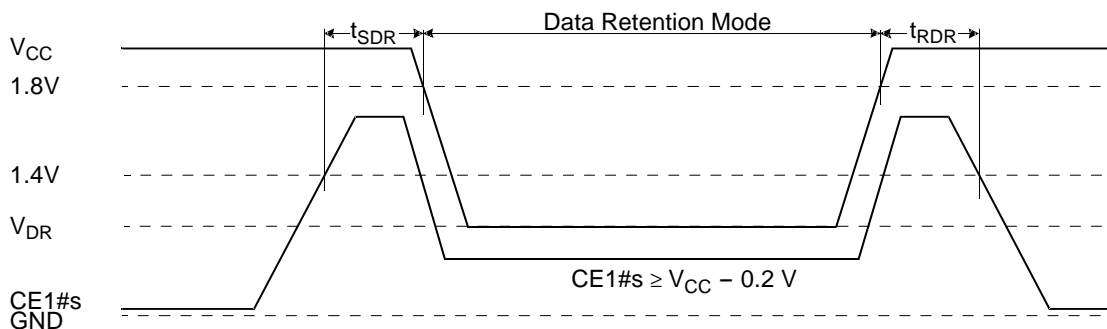 Data Retention Mode
tSDR
tRDR
VCC
1.8V
1.4V
VDR
CE1#s ≥ VCC − 0.2 V
CE1#s
GND